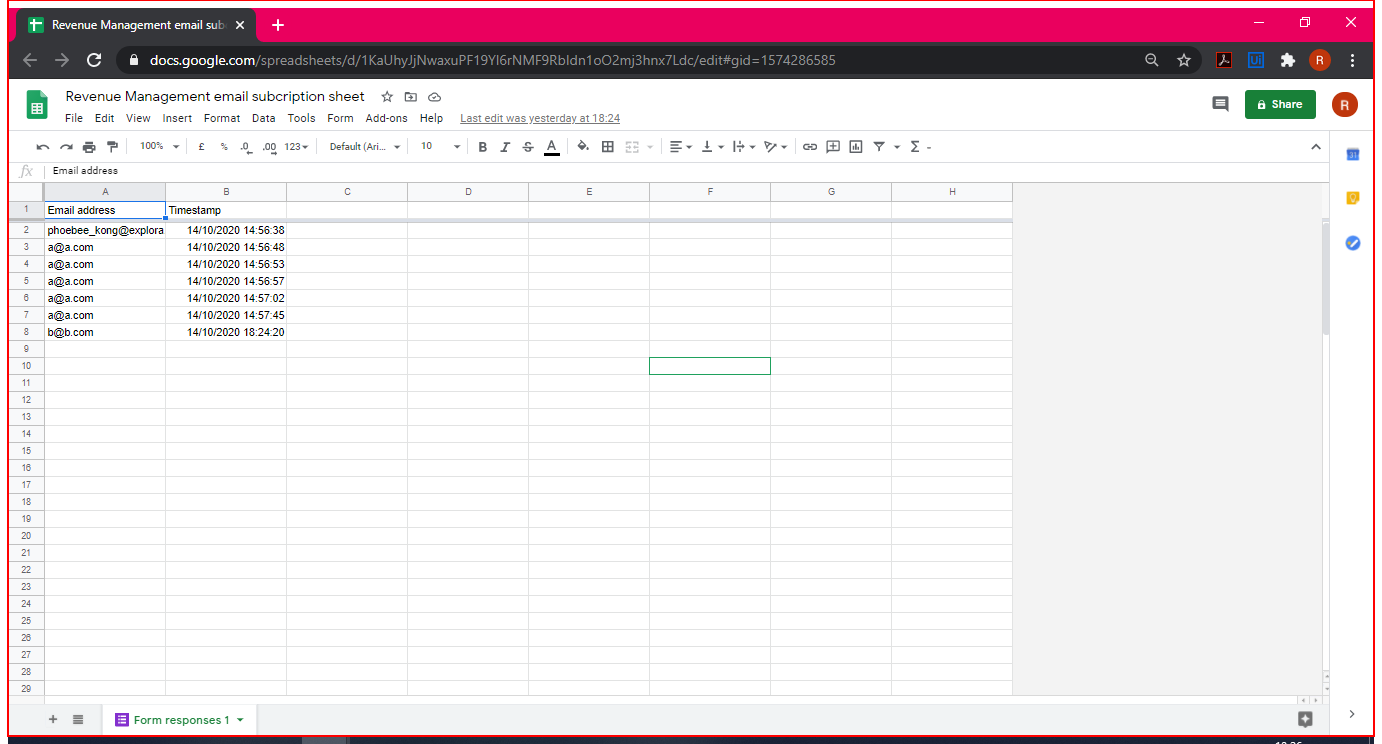 Revenue Management email sub
docs.google.com/spreadsheets/d/1KaUhyJjNwaxuPF19Yl6rNMF9Rbldn1oO2mj3hnx7Ldc/edit#gid=1574286585
R
Revenue Management email subcription sheet
File Edit View Insert Format Data Tools Form Add-ons Help Last edit was yesterday at 18:24
Share
R
100% £ % .0 .00 123 Default (Ari... 10 B I S A Σ
31
fx Email address
A B C D E F G H
1 Email address Timestamp
2 phoebee_kong@explora 14/10/2020 14:56:38
3 a@a.com 14/10/2020 14:56:48
4 a@a.com 14/10/2020 14:56:53
5 a@a.com 14/10/2020 14:56:57
6 a@a.com 14/10/2020 14:57:02
7 a@a.com 14/10/2020 14:57:45
8 b@b.com 14/10/2020 18:24:20
9
10
11
12
13
14
15
16
17
18
19
20
21
22
23
24
25
26
27
28
29
Form responses 1